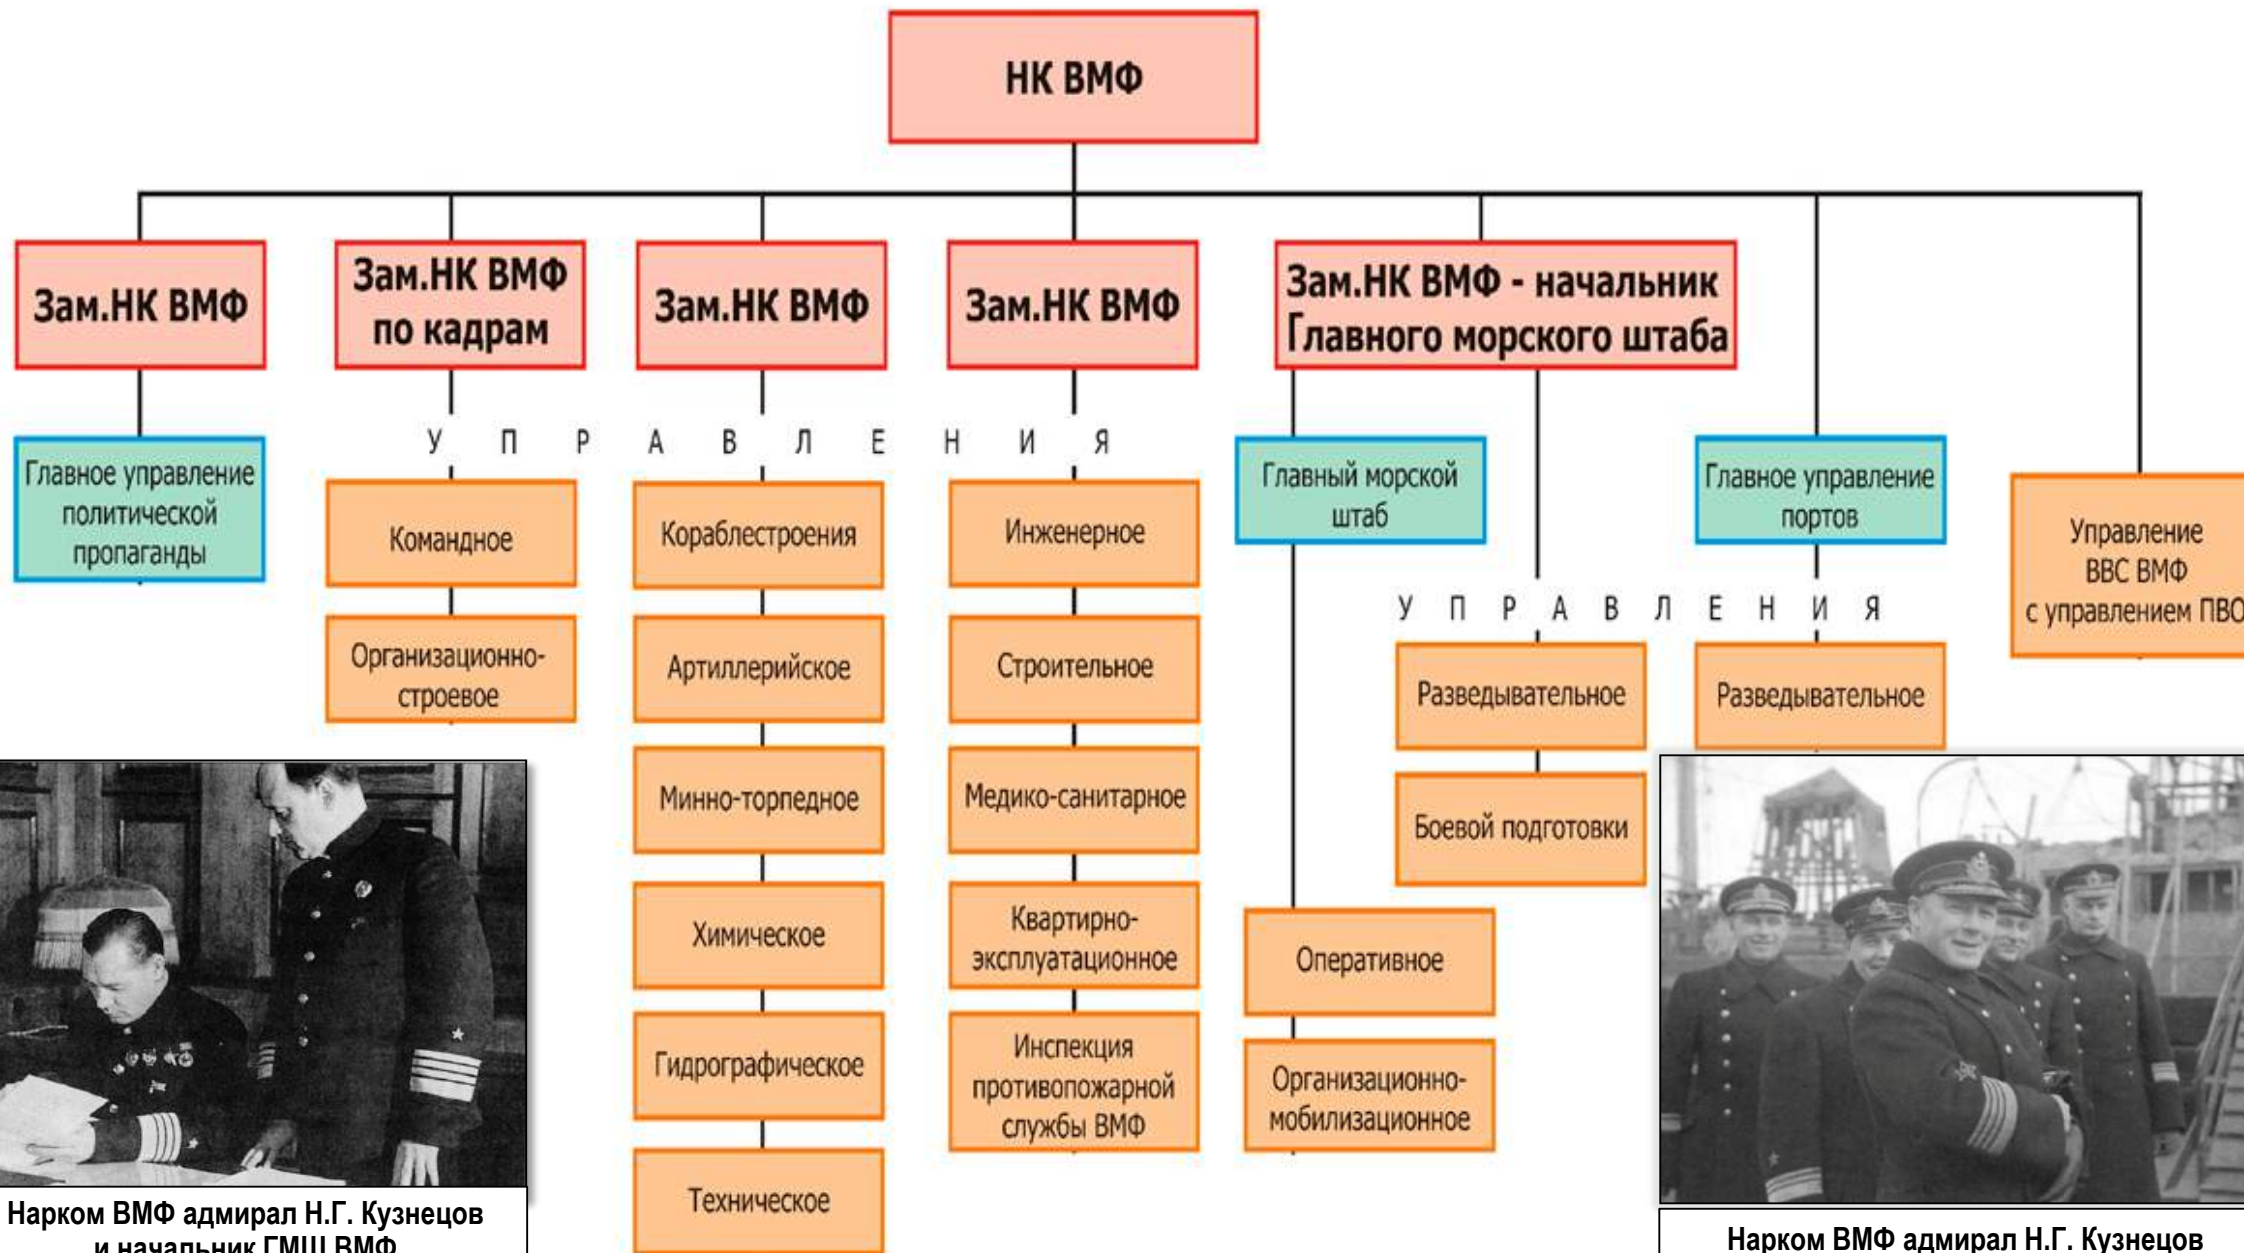 НК ВМФ
Зам.НК ВМФ
Зам.НК ВМФ
по кадрам
Зам.НК ВМФ
Зам.НК ВМФ
Зам.НК ВМФ - начальник
Главного морского штаба
Главное управление
политической
пропаганды
У П Р А В Л Е Н И Я
Командное
Организационно-
строевое
Кораблестроения
Артиллерийское
Минно-торпедное
Химическое
Гидрографическое
Техническое
Инженерное
Строительное
Медико-санитарное
Квартирно-
эксплуатационное
Инспекция
противопожарной
службы ВМФ
Главный морской
штаб
Оперативное
Организационно-
мобилизационное
У П Р А В Л Е Н И Я
Разведывательное
Боевой подготовки
Главное управление
портов
Разведывательное
Управление
ВВС ВМФ
с управлением ПВО
Нарком ВМФ адмирал Н.Г. Кузнецов
и начальник ГМШ ВМФ
Нарком ВМФ адмирал Н.Г. Кузнецов